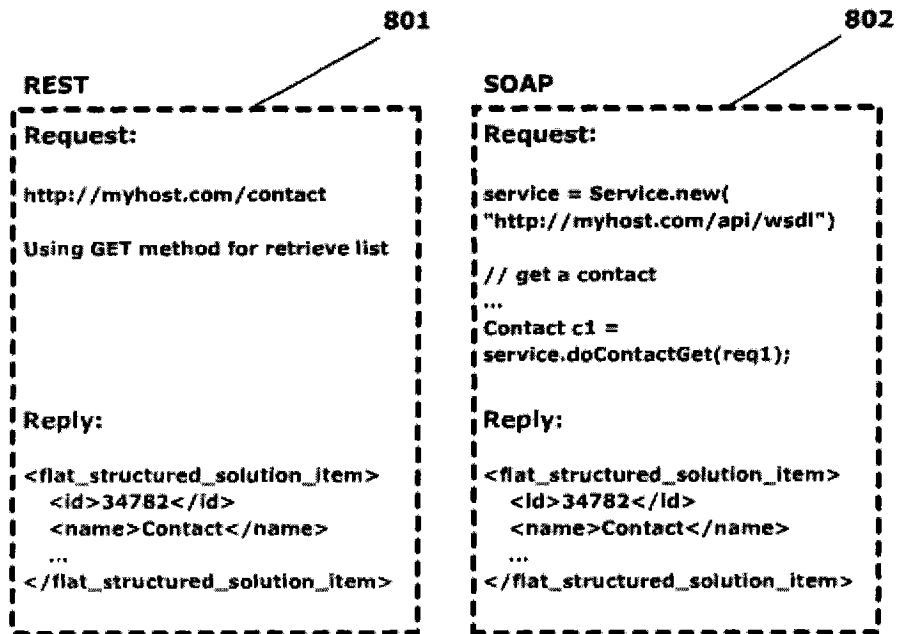 801
REST
Request:
http://myhost.com/contact
Using GET method for retrieve list
Reply:
<flat_structured_solution_item>
<id>34782</id>
<name>Contact</name>
...
</flat_structured_solution_item>
802
SOAP
Request:
service = Service.new(
"http://myhost.com/api/wsdl")
// get a contact
...
Contact c1 =
service.doContactGet(req1);
Reply:
<flat_structured_solution_item>
<id>34782</id>
<name>Contact</name>
...
</flat_structured_solution_item>